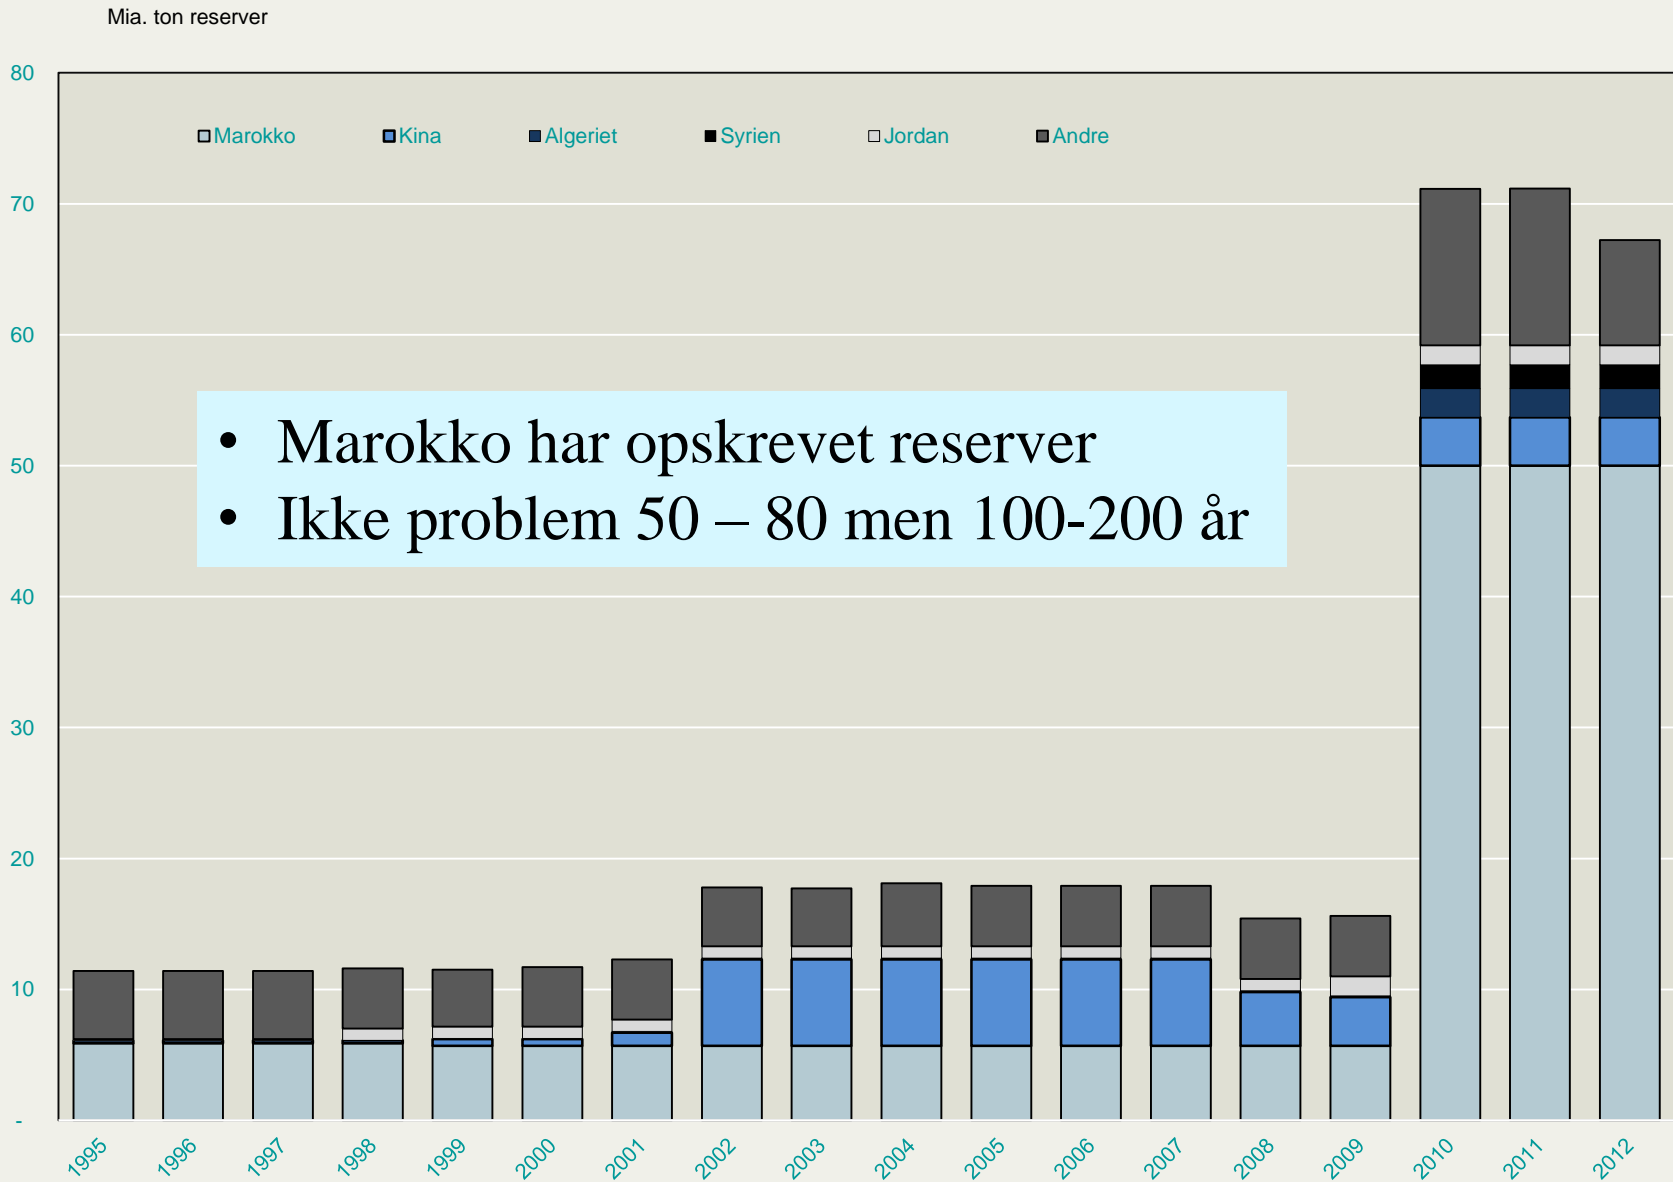 Mia. ton reserver
80
Marokko Kina Algeriet Syrien Jordan Andre
70
60
• Marokko har opskrevet reserver
50
• Ikke problem 50 – 80 men 100-200 år
40
30
20
10
-
1995 1996 1997 1998 1999 2000 2001 2002 2003 2004 2005 2006 2007 2008 2009 2010 2011 2012